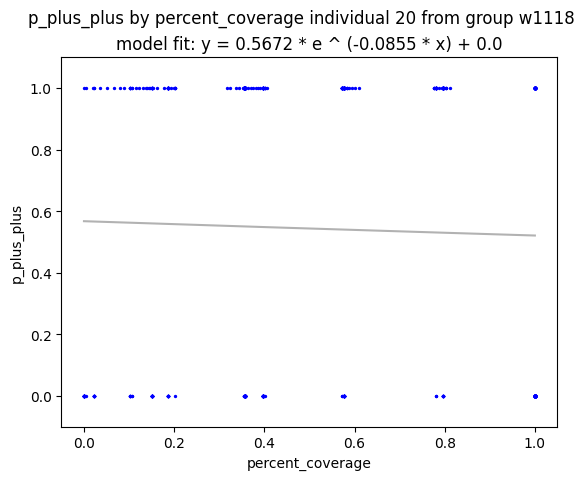 p_plus_plus by percent_coverage individual 20 from group w1118
model fit: y = 0.5672 * e ^ (-0.0855 * x) + 0.0
1.0
0.8
0.6
0.4
0.2
0.0
p_plus_plus
0.0 0.2 0.4 0.6 0.8 1.0
percent_coverage